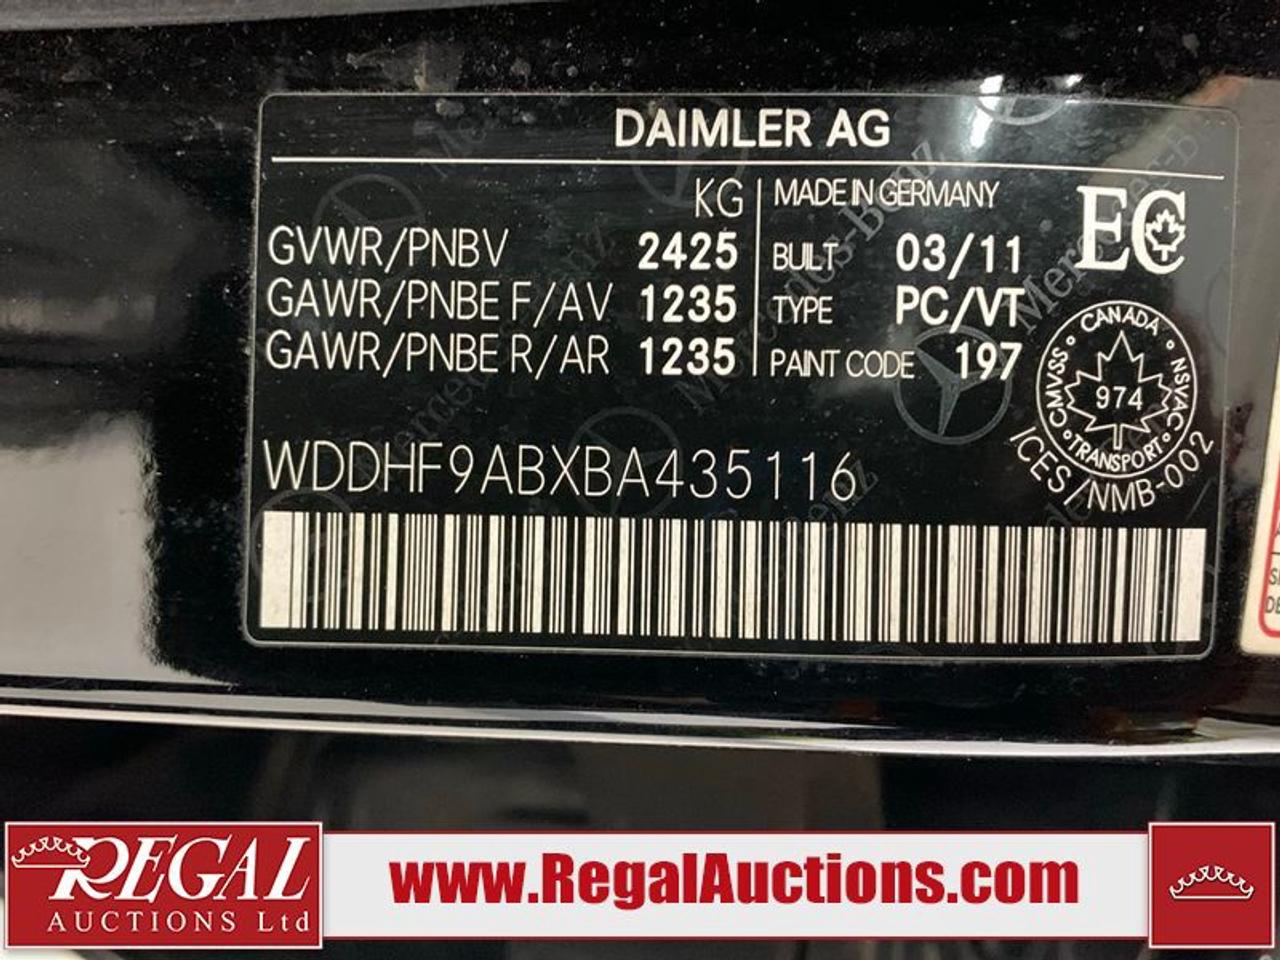 DAIMLER AG
KG
GVWR/PNBV 2425
GAWR/PNBE F/AV 1235
GAWR/PNBE R/AR 1235
MADE IN GERMANY
BUILT 03/11
TYPE PC/VT
PAINT CODE 197
EC
CANADA
CMVSS
NSVAC
974
TRANSPORT
ICES/NMB-002
WDDHF9ABXBA435116
Mercedes-Benz
REGAL
AUCTIONS Ltd
www.RegalAuctions.com